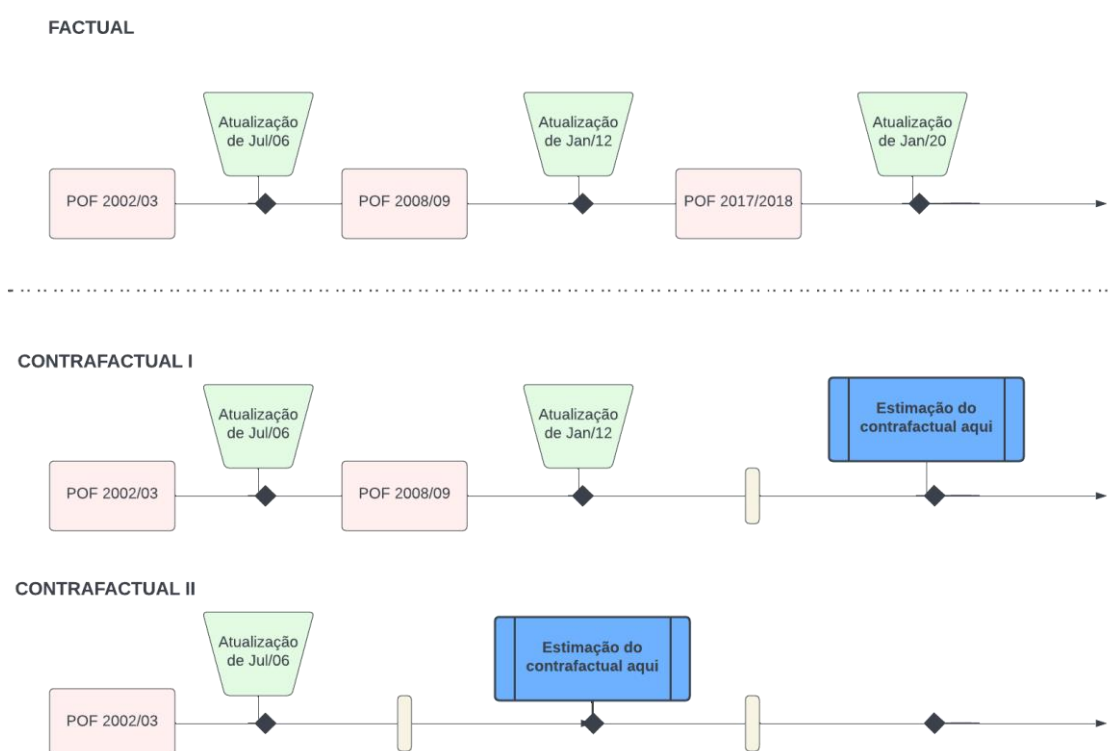 FACTUAL
Atualização
de Jul/06
Atualização
de Jan/12
Atualização
de Jan/20
POF 2002/03
POF 2008/09
POF 2017/2018
CONTRAFACTUAL I
Atualização
de Jul/06
Atualização
de Jan/12
Estimação do
contrafactual aqui
POF 2002/03
POF 2008/09
CONTRAFACTUAL II
Atualização
de Jul/06
Estimação do
contrafactual aqui
POF 2002/03